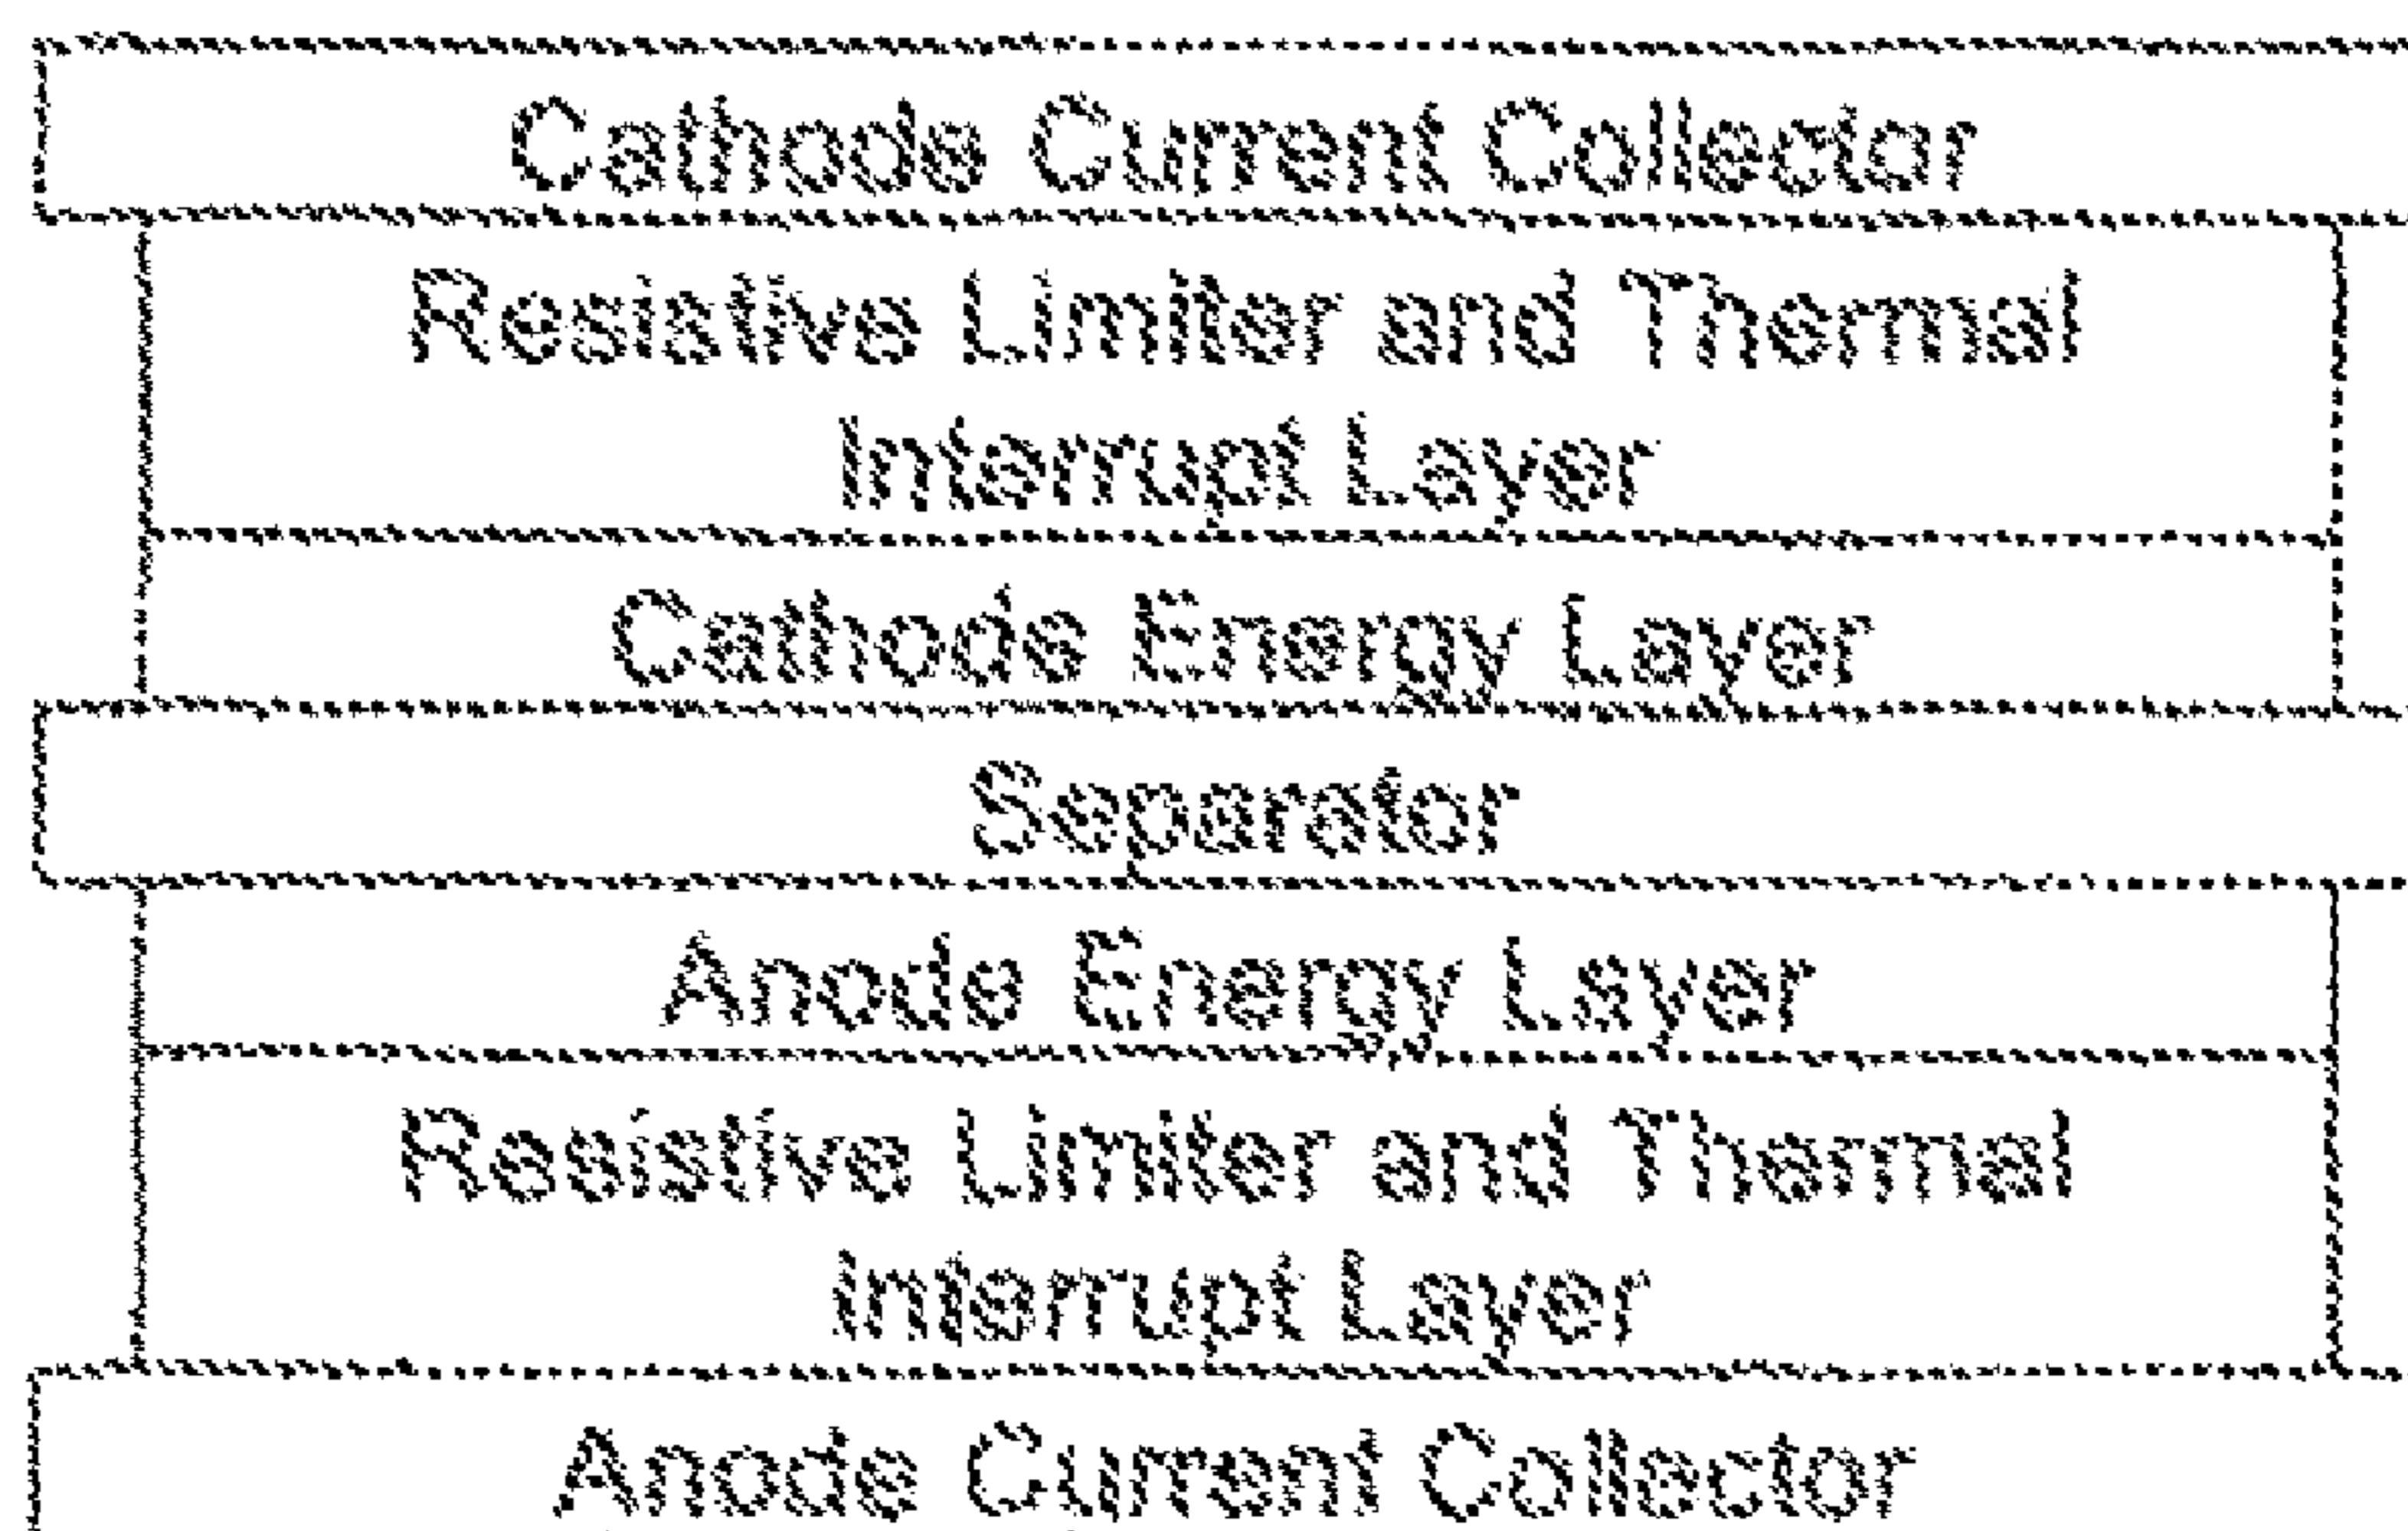 Cathode Current Collector
Resistive Limiter and Thermal
Interrupt Layer
Cathode Energy Layer
Separator
Anode Energy Layer
Resistive Limiter and Thermal
Interrupt Layer
Anode Current Collector